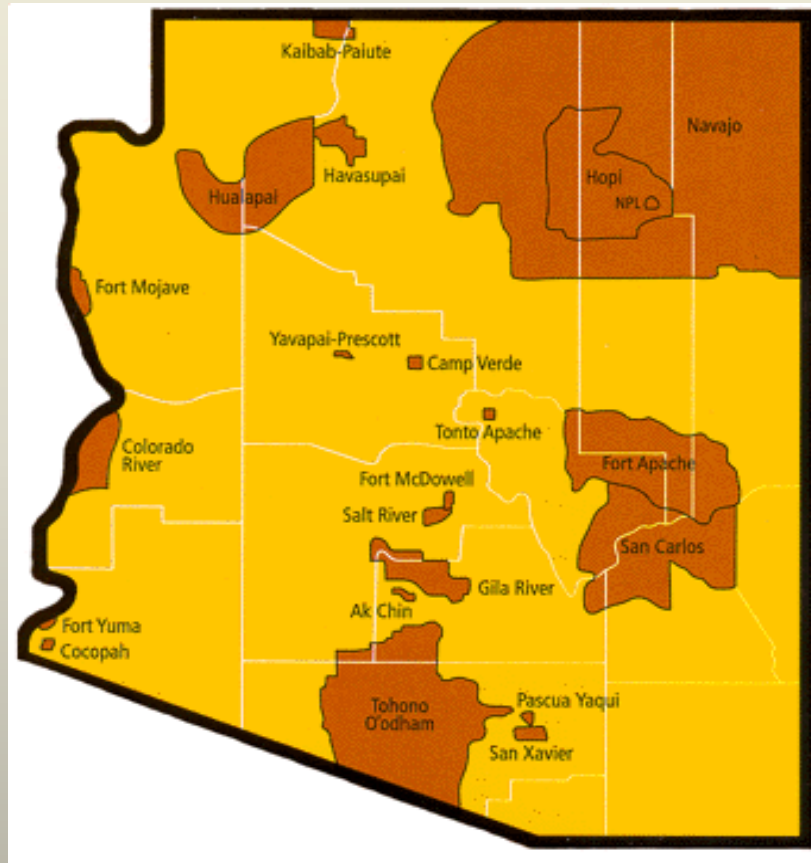 Kaibab-Paiute
Navajo
Havasupai
Hopi
Hualapai
NPL
Fort Mojave
Yavapai-Prescott
Camp Verde
Tonto Apache
Colorado
River
Fort Apache
Fort McDowell
Salt River
San Carlos
Gila River
Ak Chin
Fort Yuma
Cocopah
Tohono
O'odham
Pascua Yaqui
San Xavier